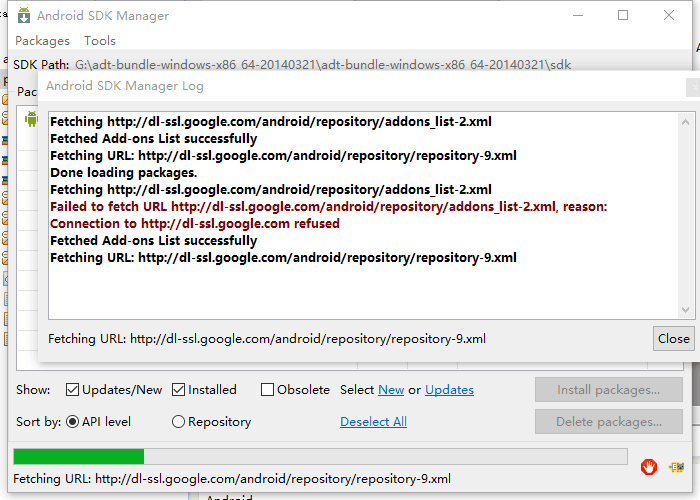 Android SDK Manager
Packages Tools
SDK Path: G:\adt-bundle-windows-x86_64-20140321\adt-bundle-windows-x86_64-20140321\sdk
Android SDK Manager Log
Pac
Fetching http://dl-ssl.google.com/android/repository/addons_list-2.xml
Fetched Add-ons List successfully
Fetching URL: http://dl-ssl.google.com/android/repository/repository-9.xml
Done loading packages.
Fetching http://dl-ssl.google.com/android/repository/addons_list-2.xml
Failed to fetch URL http://dl-ssl.google.com/android/repository/addons_list-2.xml, reason:
Connection to http://dl-ssl.google.com refused
Fetched Add-ons List successfully
Fetching URL: http://dl-ssl.google.com/android/repository/repository-9.xml
Fetching URL: http://dl-ssl.google.com/android/repository/repository-9.xml Close
Show: Updates/New Installed Obsolete Select New or Updates Install packages...
Sort by: API level Repository Deselect All Delete packages...
Fetching URL: http://dl-ssl.google.com/android/repository/repository-9.xml
Android